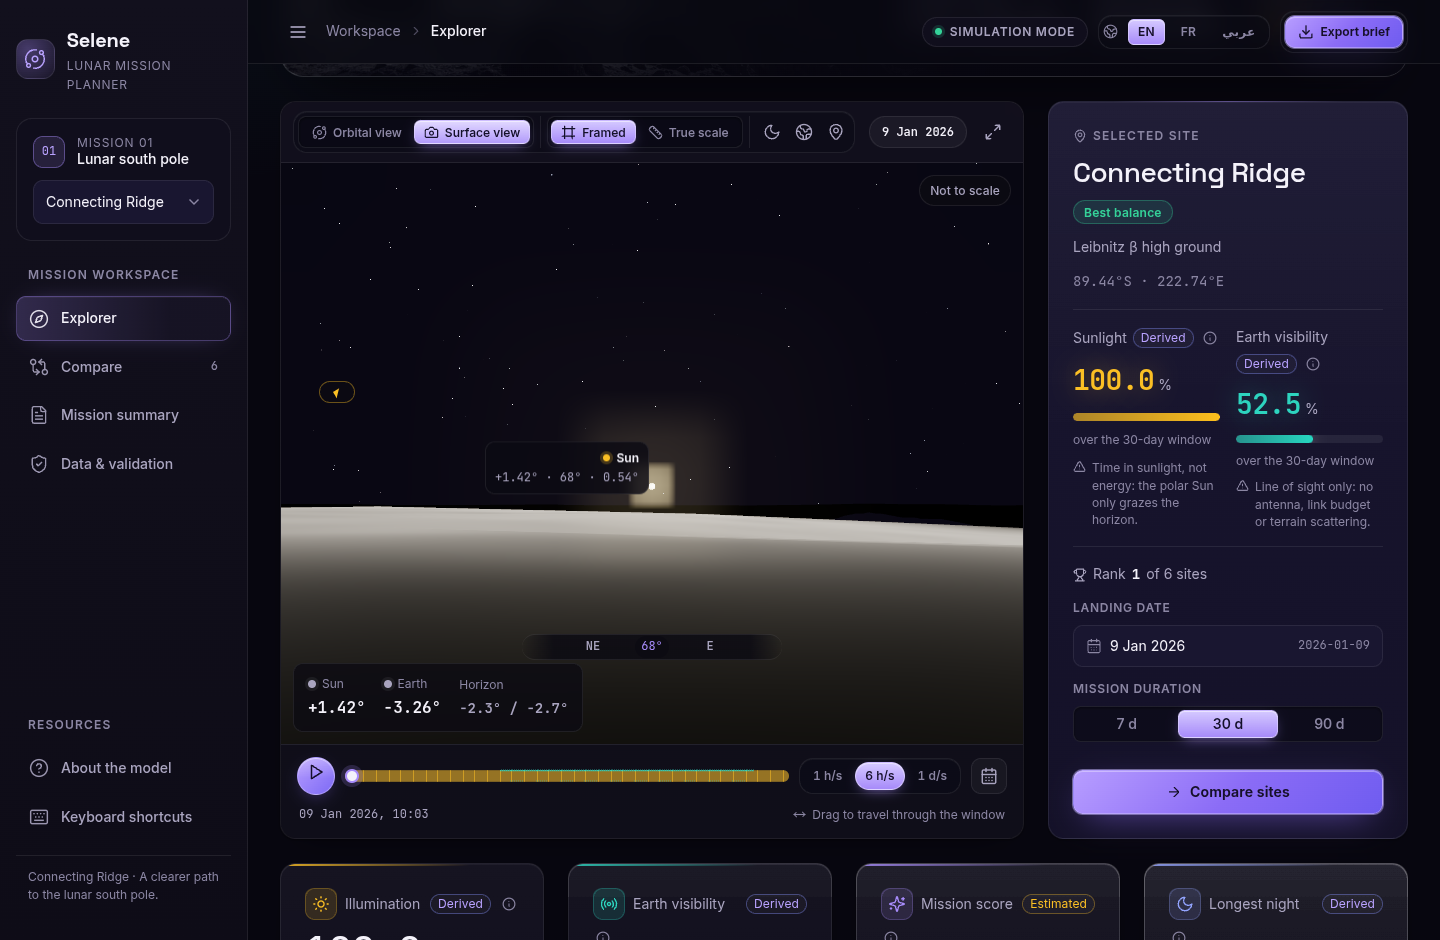 Selene
LUNAR MISSION
PLANNER
01
MISSION 01
Lunar south pole
Connecting Ridge
MISSION WORKSPACE
Explorer
Compare 6
Mission summary
Data & validation
RESOURCES
About the model
Keyboard shortcuts
Connecting Ridge · A clearer path
to the lunar south pole.
Workspace > Explorer
SIMULATION MODE
EN FR عربي
Export brief
Orbital view Surface view Framed True scale 9 Jan 2026
Not to scale
Sun
+1.42° · 68° · 0.54°
NE 68° E
Sun Earth Horizon
+1.42° -3.26° -2.3° / -2.7°
1 h/s 6 h/s 1 d/s
09 Jan 2026, 10:03
Drag to travel through the window
SELECTED SITE
Connecting Ridge
Best balance
Leibnitz β high ground
89.44°S · 222.74°E
Sunlight Derived
100.0 %
over the 30-day window
Time in sunlight, not
energy: the polar Sun
only grazes the
horizon.
Earth visibility
Derived
52.5 %
over the 30-day window
Line of sight only: no
antenna, link budget
or terrain scattering.
Rank 1 of 6 sites
LANDING DATE
9 Jan 2026 2026-01-09
MISSION DURATION
7 d 30 d 90 d
Compare sites
Illumination Derived
Earth visibility Derived
Mission score Estimated
Longest night Derived